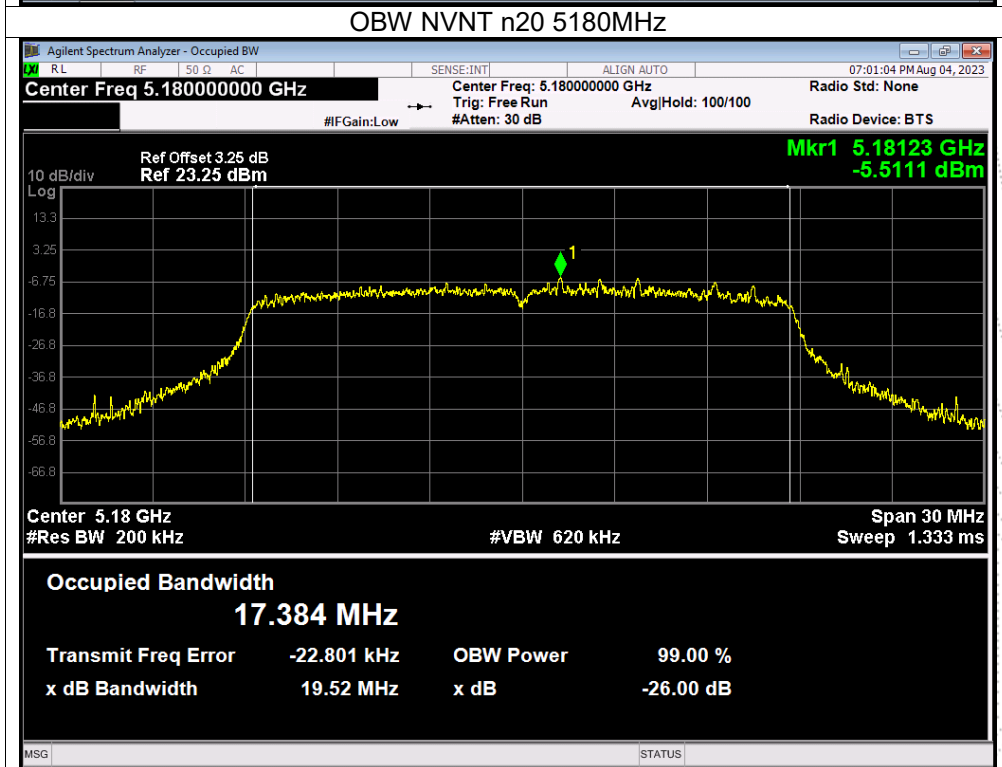 OBW NVNT n20 5180MHz
Agilent Spectrum Analyzer - Occupied BW
LXI RL RF 50 Ω AC SENSE:INT ALIGN AUTO 07:01:04 PM Aug 04, 2023
Center Freq 5.180000000 GHz Center Freq: 5.180000000 GHz Radio Std: None
Trig: Free Run Avg|Hold: 100/100
#IFGain:Low #Atten: 30 dB Radio Device: BTS
Mkr1 5.18123 GHz
-5.5111 dBm
Ref Offset 3.25 dB
10 dB/div Ref 23.25 dBm
Log
13.3
3.25
1
-6.75
-16.8
-26.8
-36.8
-46.8
-56.8
-66.8
Center 5.18 GHz Span 30 MHz
#Res BW 200 kHz #VBW 620 kHz Sweep 1.333 ms
Occupied Bandwidth
17.384 MHz
Transmit Freq Error -22.801 kHz OBW Power 99.00 %
x dB Bandwidth 19.52 MHz x dB -26.00 dB
MSG STATUS